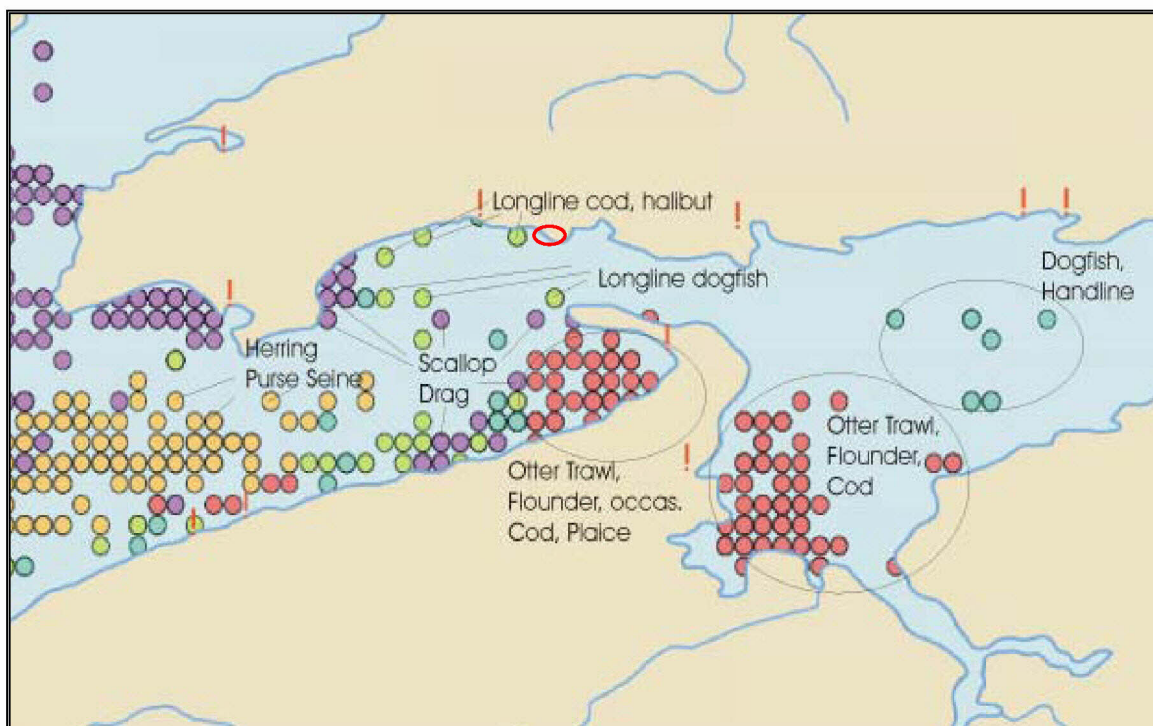 Longline cod, halibut
Longline dogfish
Dogfish,
Handline
Herring
Purse Seine
Scallop
Drag
Otter Trawl,
Flounder,
Cod
Otter Trawl,
Flounder, occas.
Cod, Plaice
!
!
!
!
!
!
!
!
!
!